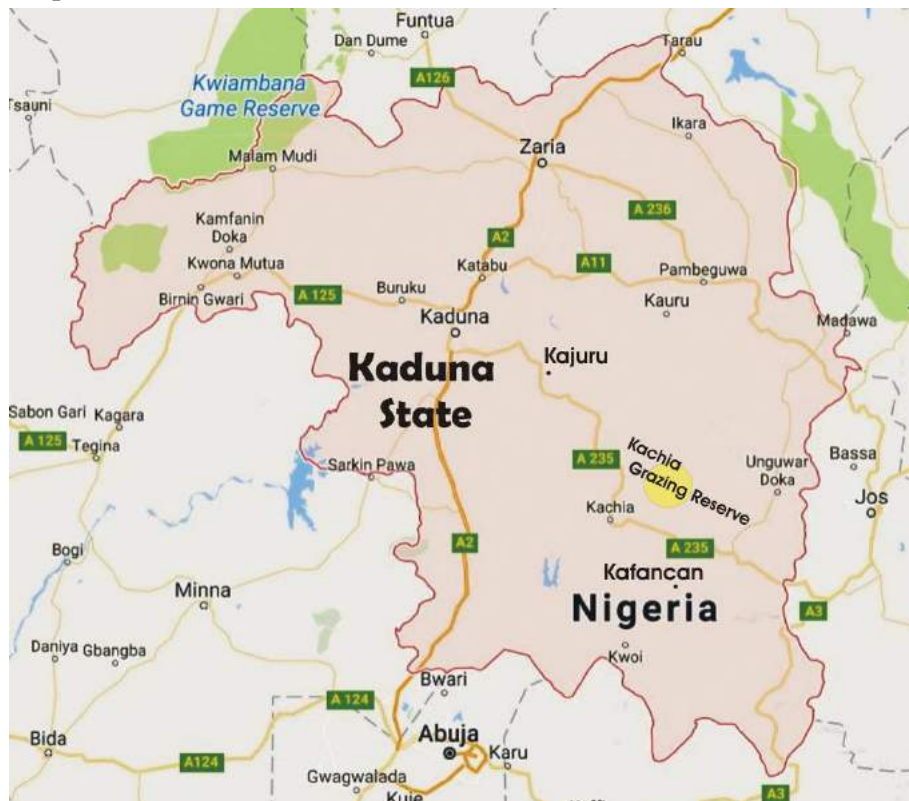 Funtua
Dan Dume
Tarau
A126
Kwiambana
Game Reserve
Tsauni
Ikara
Zaria
Malam Mudi
A 236
Kamfanin
Doka
A2
Kwona Mutua
Katabu
A11
Pambeguwa
Birnin Gwari
A 125
Buruku
Kauru
Kaduna
Madawa
Kajuru
Kaduna
State
Sabon Gari
Kagara
A 125
Tegina
Sarkin Pawa
A 235
Kachia
Grazing Reserve
Unguwar
Doka
Bassa
Jos
Kachia
A2
A 235
Bogi
Kafancan
Minna
Nigeria
A3
Daniya
Gbangba
Kwoi
Bwari
A 124
Bida
Abuja
A124
Karu
Gwagwalada
Kuje
A3